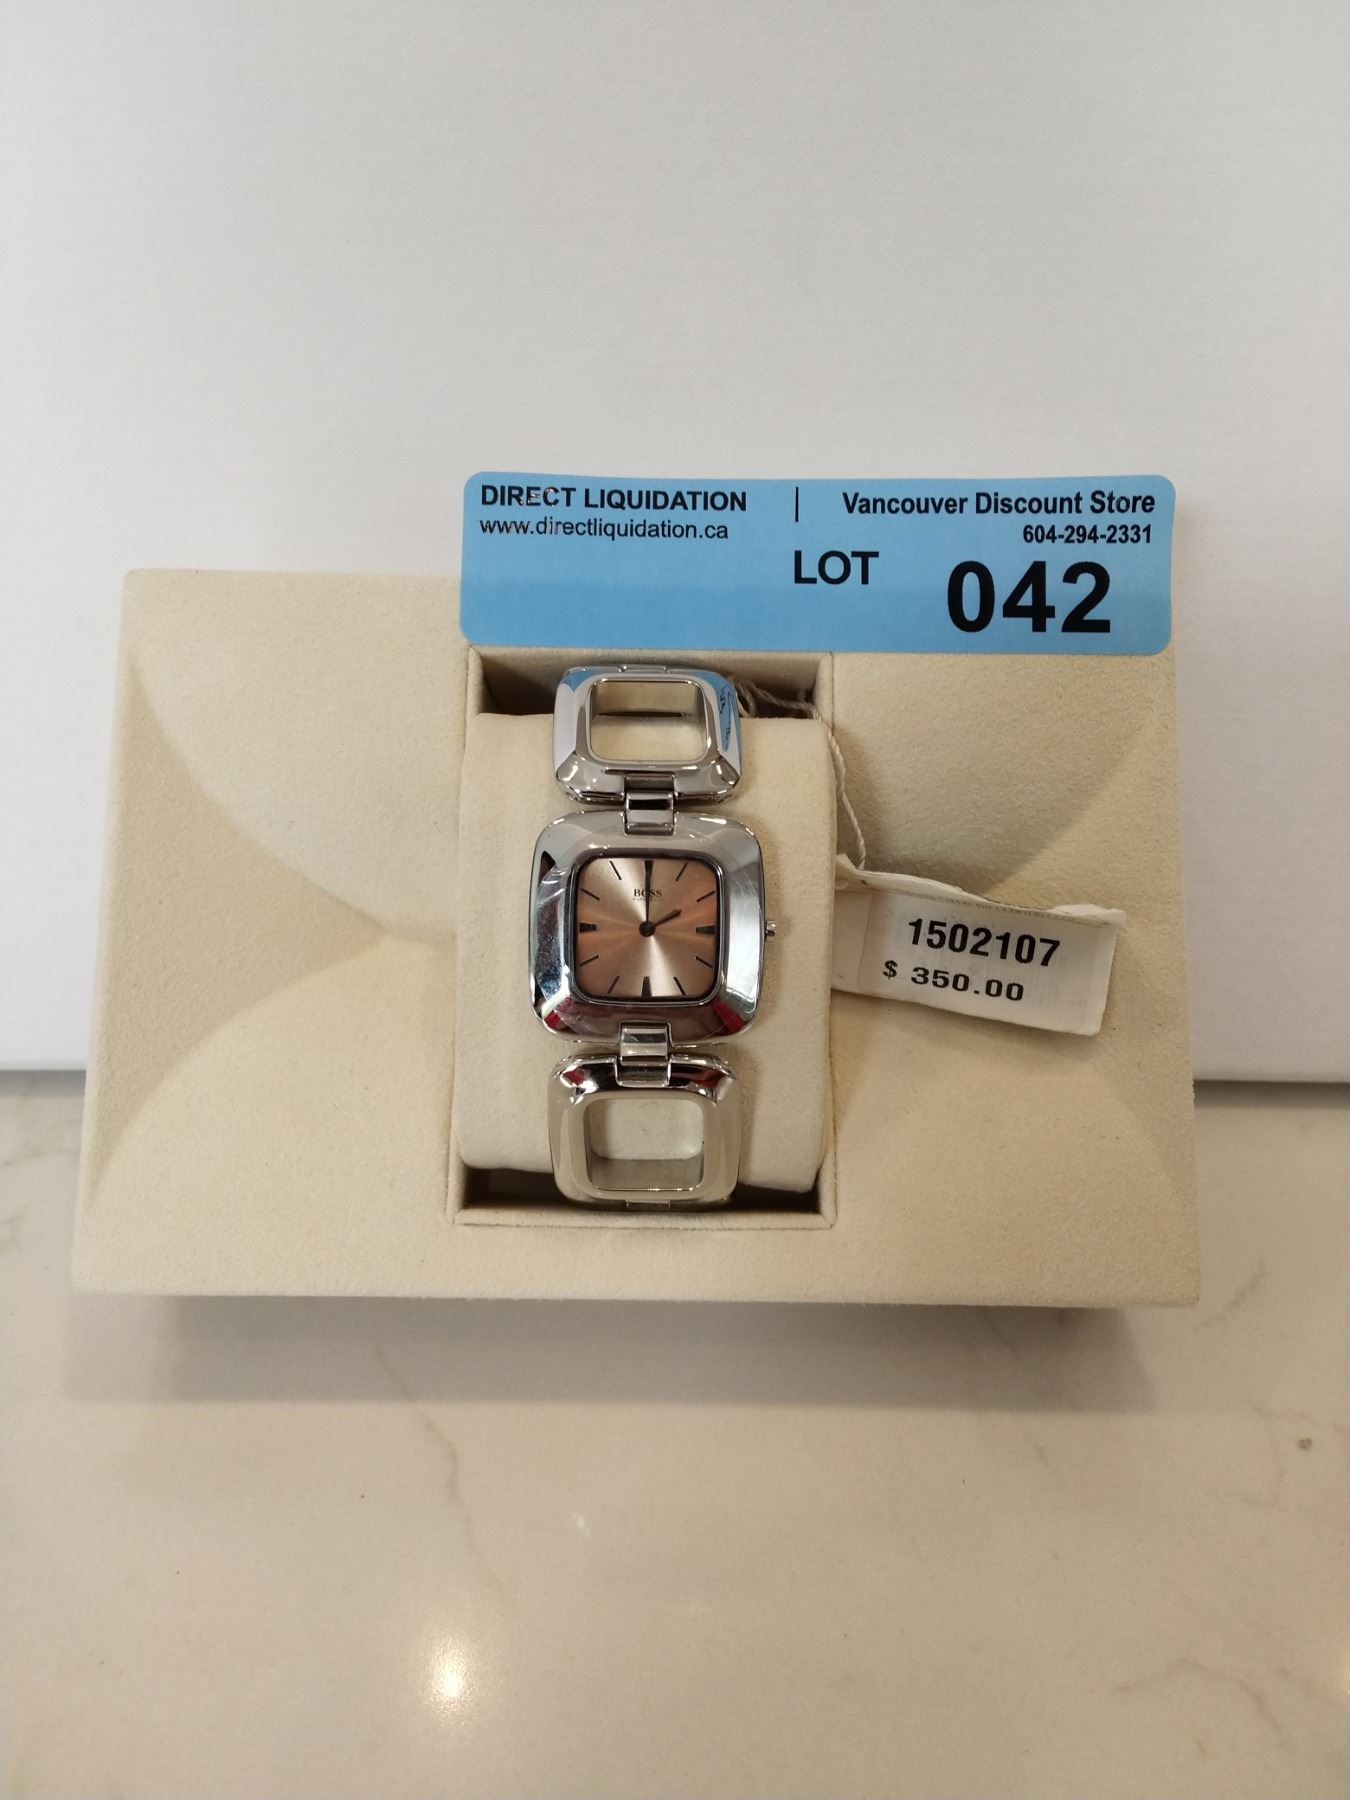 DIRECT LIQUIDATION | Vancouver Discount Store
www.directliquidation.ca
604-294-2331
LOT 042
BOSS
1502107
$ 350.00